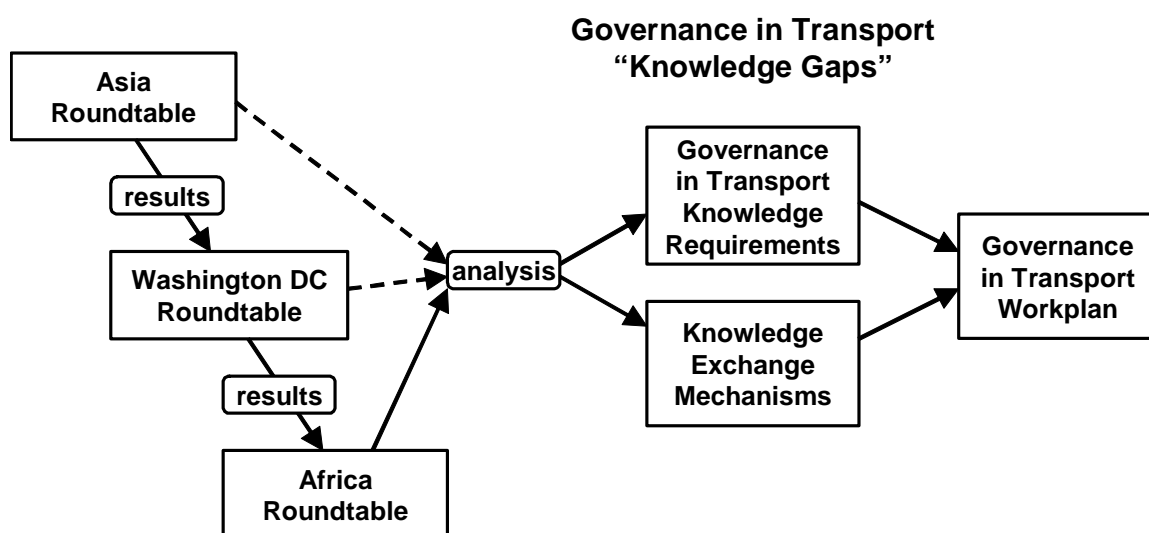 Governance in Transport
“Knowledge Gaps”
Asia
Roundtable
results
Washington DC
Roundtable
results
Africa
Roundtable
analysis
Governance
in Transport
Knowledge
Requirements
Knowledge
Exchange
Mechanisms
Governance
in Transport
Workplan